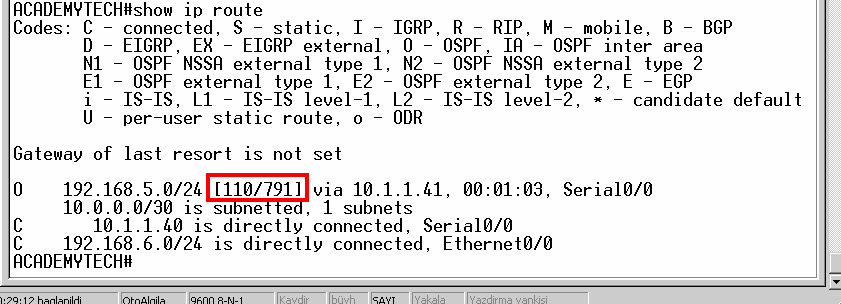 ACADEMYTECH#show ip route
Codes: C - connected, S - static, I - IGRP, R - RIP, M - mobile, B - BGP
       D - EIGRP, EX - EIGRP external, O - OSPF, IA - OSPF inter area
       N1 - OSPF NSSA external type 1, N2 - OSPF NSSA external type 2
       E1 - OSPF external type 1, E2 - OSPF external type 2, E - EGP
       i - IS-IS, L1 - IS-IS level-1, L2 - IS-IS level-2, * - candidate default
       U - per-user static route, o - ODR
Gateway of last resort is not set
O    192.168.5.0/24 [110/791] via 10.1.1.41, 00:01:03, Serial0/0
     10.0.0.0/30 is subnetted, 1 subnets
C       10.1.1.40 is directly connected, Serial0/0
C    192.168.6.0/24 is directly connected, Ethernet0/0
ACADEMYTECH#
0:29:12 bağlanıldı OtoAlgıla 9600 8-N-1 Kaydır büyh SAYI Yakala Yazdırma yankısı